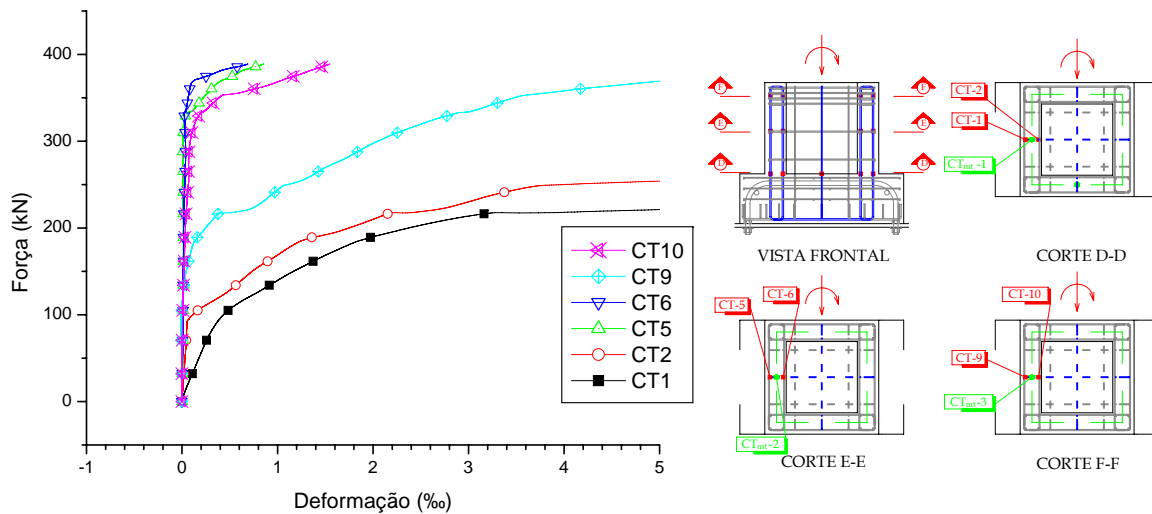 400
300
200
100
0
-1
0
1
2
3
4
5
Força (kN)
Deformação (‰)
CT10
CT9
CT6
CT5
CT2
CT1
F
F
E
E
D
D
VISTA FRONTAL
CT-2
CT-1
CTint-1
CORTE D-D
CT-5
CT-6
CTint-2
CORTE E-E
CT-10
CT-9
CTint-3
CORTE F-F